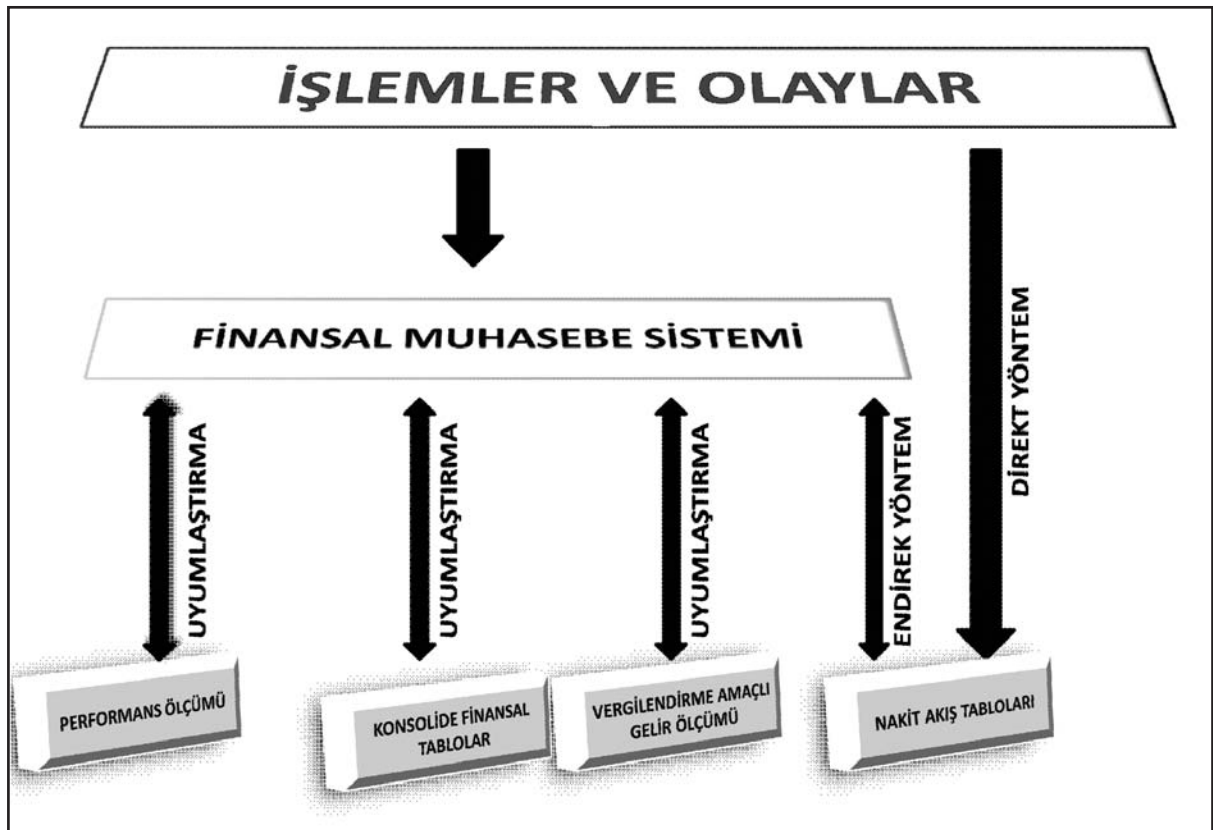 İŞLEMLER VE OLAYLAR
FİNANSAL MUHASEBE SİSTEMİ
UYUMLAŞTIRMA
UYUMLAŞTIRMA
UYUMLAŞTIRMA
ENDİREK YÖNTEM
DİREKT YÖNTEM
PERFORMANS ÖLÇÜMÜ
KONSOLİDE FİNANSAL
TABLOLAR
VERGİLENDİRME AMAÇLI
GELİR ÖLÇÜMÜ
NAKİT AKIŞ TABLOLARI